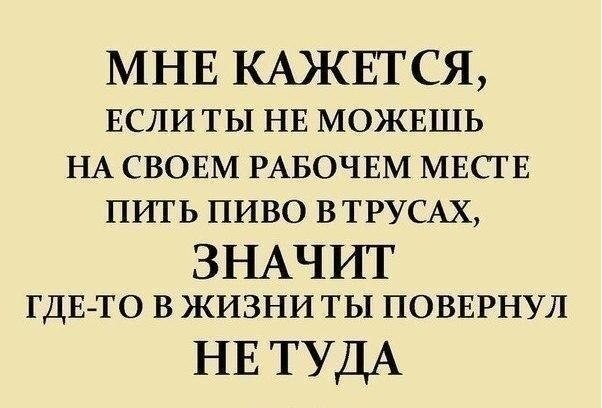 МНЕ КАЖЕТСЯ,
ЕСЛИ ТЫ НЕ МОЖЕШЬ
НА СВОЕМ РАБОЧЕМ МЕСТЕ
ПИТЬ ПИВО В ТРУСАХ,
ЗНАЧИТ
ГДЕ-ТО В ЖИЗНИ ТЫ ПОВЕРНУЛ
НЕ ТУДА